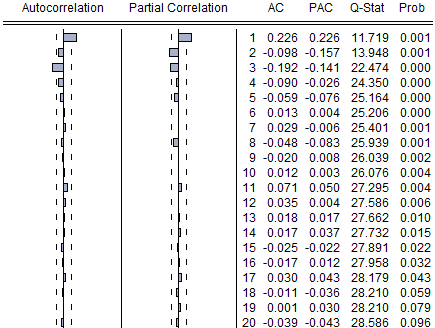 Autocorrelation Partial Correlation AC PAC Q-Stat Prob
1 0.226 0.226 11.719 0.001
2 -0.098 -0.157 13.948 0.001
3 -0.192 -0.141 22.474 0.000
4 -0.090 -0.026 24.350 0.000
5 -0.059 -0.076 25.164 0.000
6 0.013 0.004 25.206 0.000
7 0.029 -0.006 25.401 0.001
8 -0.048 -0.083 25.939 0.001
9 -0.020 0.008 26.039 0.002
10 0.012 0.003 26.076 0.004
11 0.071 0.050 27.295 0.004
12 0.035 0.004 27.586 0.006
13 0.018 0.017 27.662 0.010
14 0.017 0.037 27.732 0.015
15 -0.025 -0.022 27.891 0.022
16 -0.017 0.012 27.958 0.032
17 0.030 0.043 28.179 0.043
18 -0.011 -0.036 28.210 0.059
19 0.001 0.030 28.210 0.079
20 -0.039 -0.043 28.586 0.096